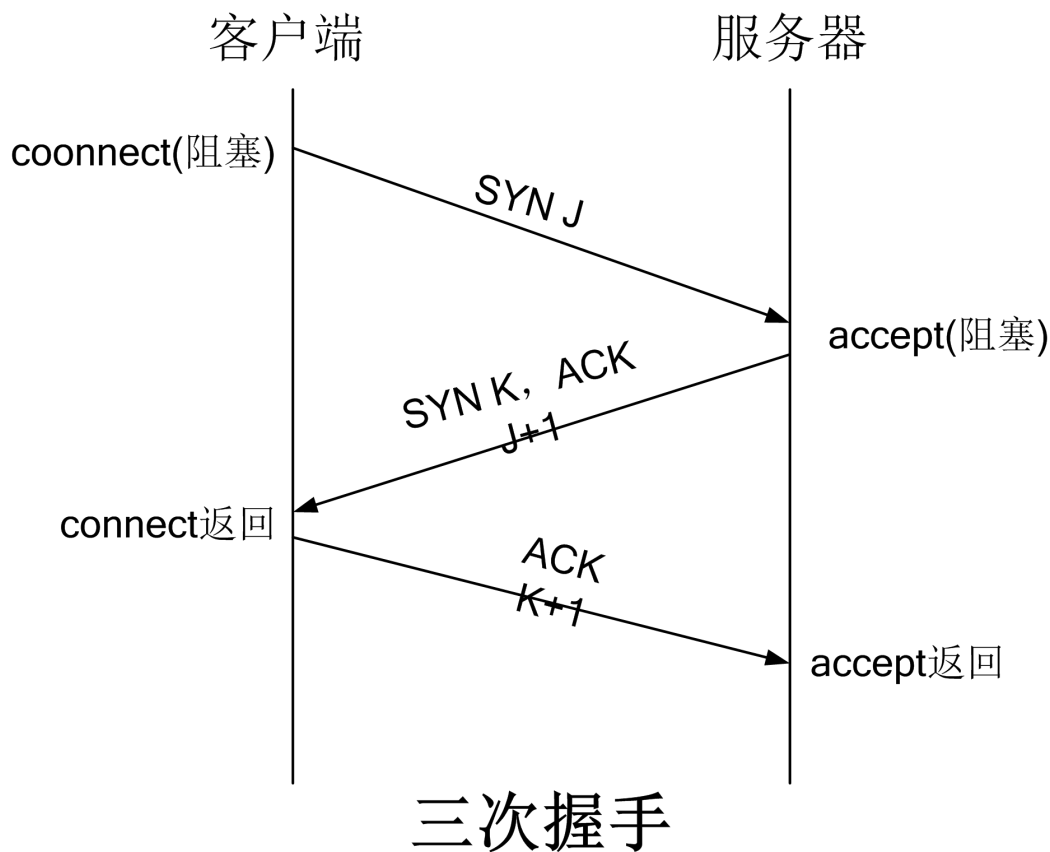 客户端
服务器
coonnect(阻塞)
SYN J
accept(阻塞)
SYN K，ACK
J+1
connect返回
ACK
K+1
accept返回
三次握手